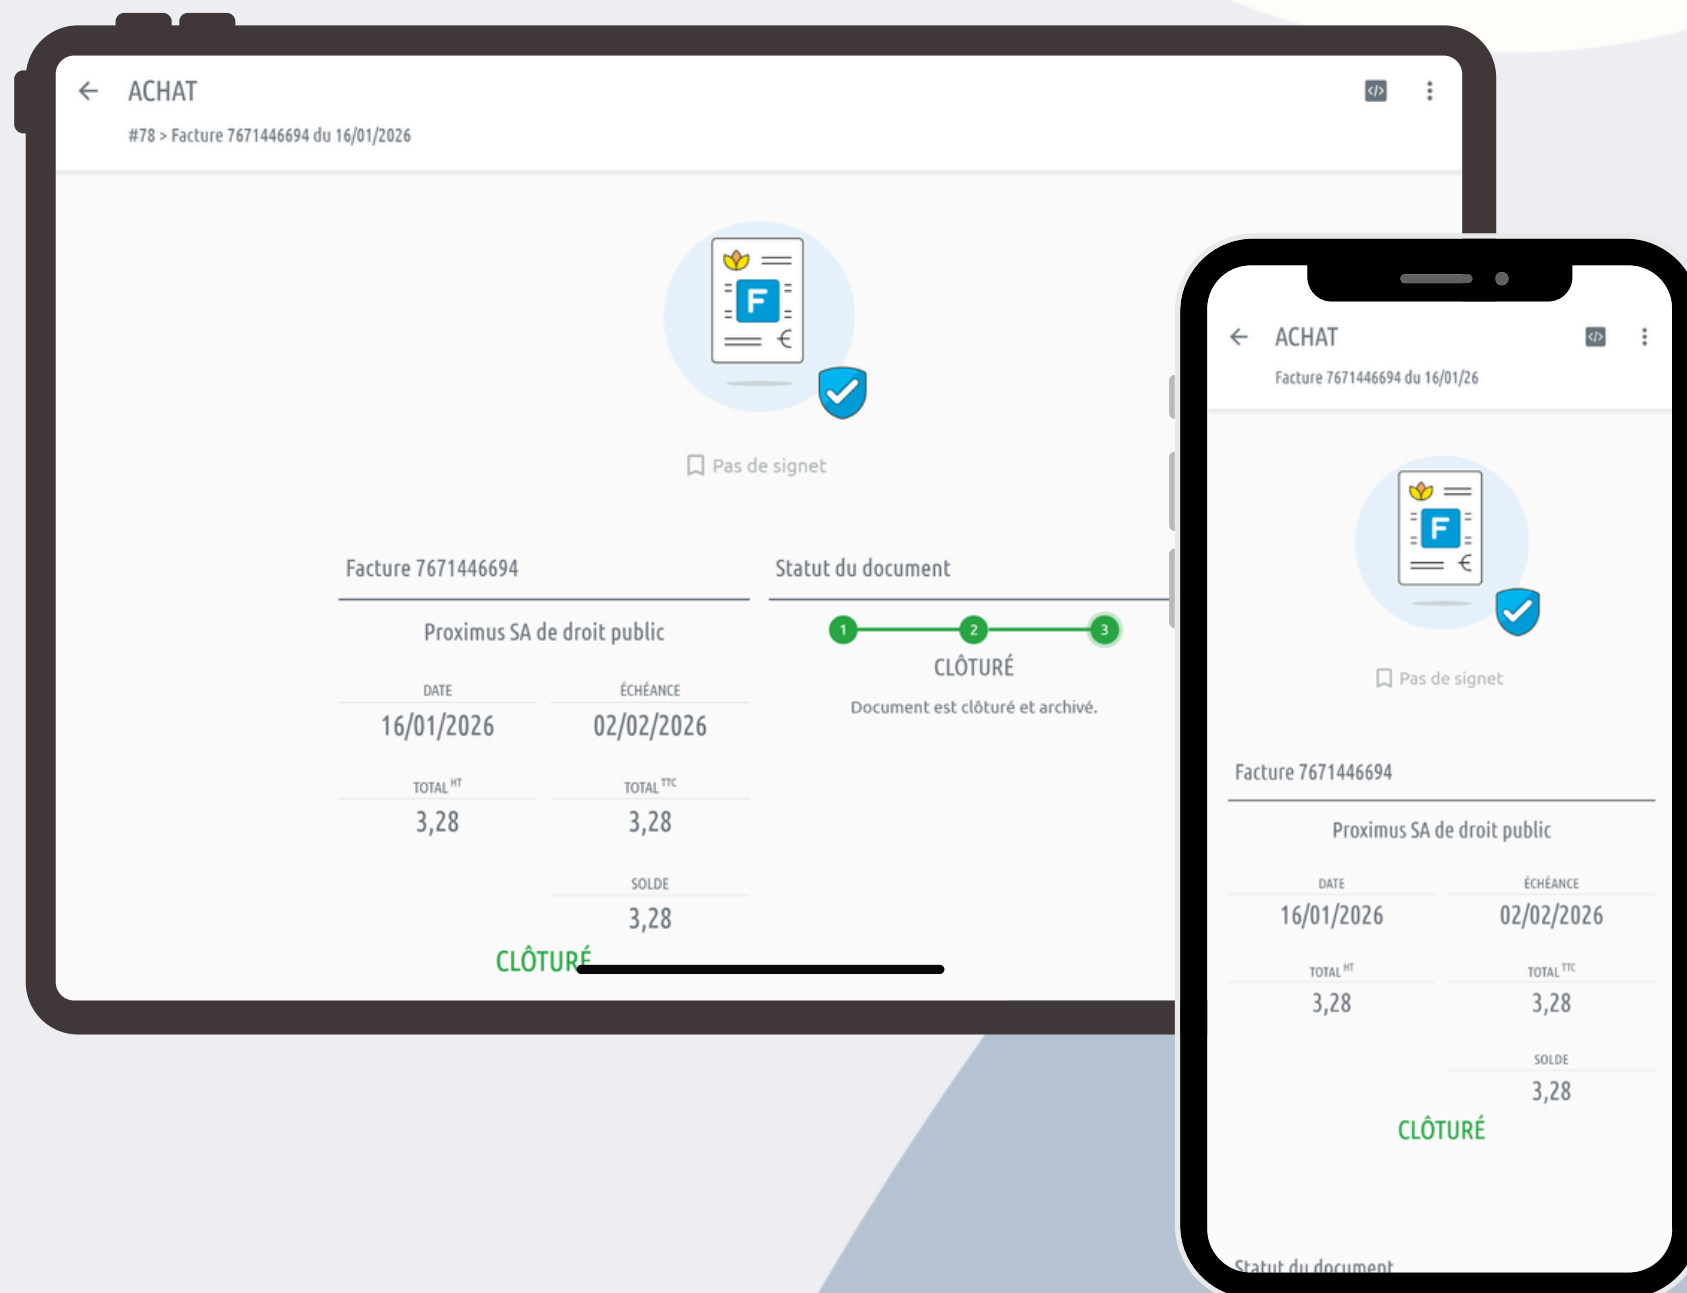 ACHAT
#78 > Facture 7671446694 du 16/01/2026
F
€
Pas de signet
Facture 7671446694
Proximus SA de droit public
DATE
ÉCHÉANCE
16/01/2026
02/02/2026
TOTAL HT
TOTAL TTC
3,28
3,28
SOLDE
3,28
CLÔTURÉ
Statut du document
1
2
3
CLÔTURÉ
Document est clôturé et archivé.
ACHAT
Facture 7671446694 du 16/01/26
F
€
Pas de signet
Facture 7671446694
Proximus SA de droit public
DATE
ÉCHÉANCE
16/01/2026
02/02/2026
TOTAL HT
TOTAL TTC
3,28
3,28
SOLDE
3,28
CLÔTURÉ
Statut du document